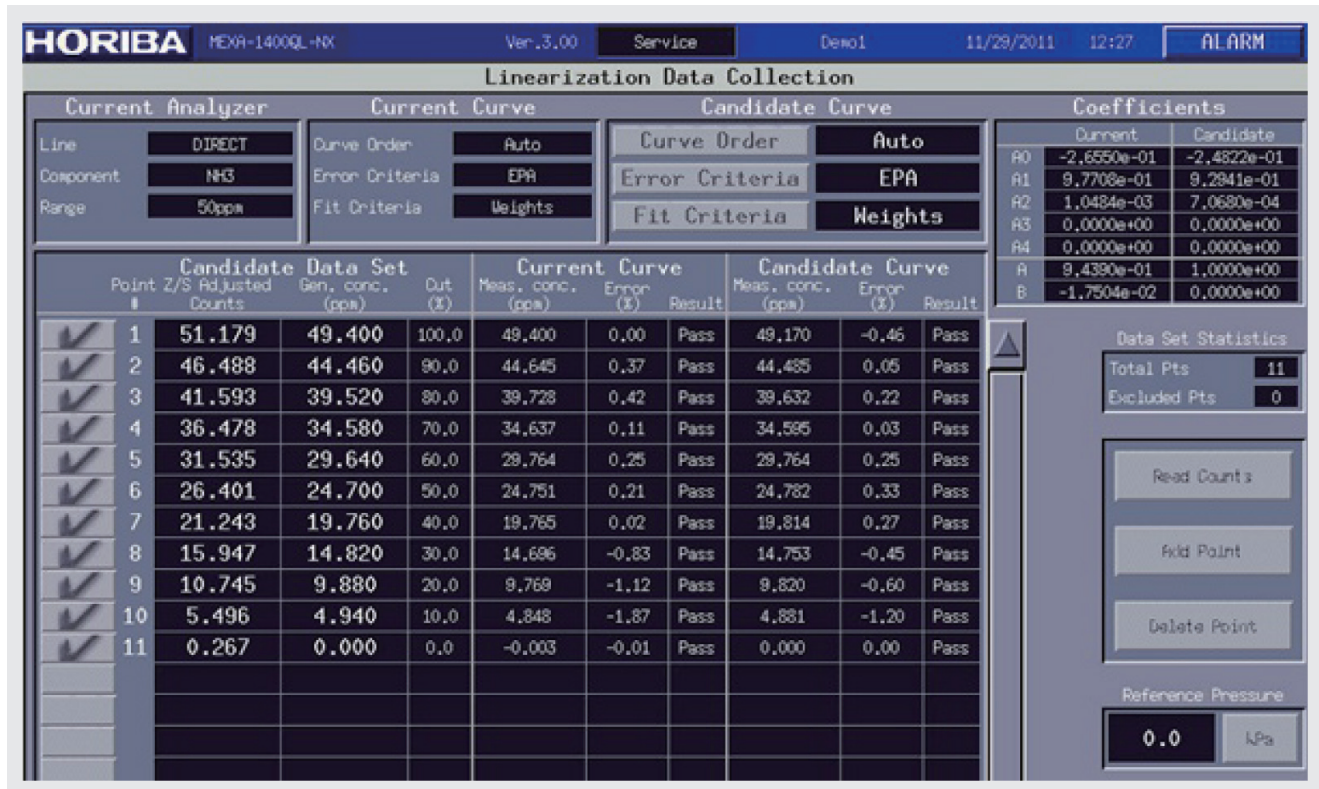 HORIBA MEXA-1400QL-NX Ver.3.00 Service Demo1 11/29/2011 12:27 ALARM
Linearization Data Collection
Current Analyzer Current Curve Candidate Curve Coefficients
Current Candidate
Line DIRECT Curve Order Auto Curve Order Auto
A0 -2.6550e-01 -2.4822e-01
Component NH3 Error Criteria EPA Error Criteria EPA
A1 9.7708e-01 9.2941e-01
Range 50ppm Fit Criteria Weights Fit Criteria Weights
A2 1.0484e-03 7.0680e-04
A3 0.0000e+00 0.0000e+00
A4 0.0000e+00 0.0000e+00
A 9.4390e-01 1.0000e+00
B -1.7504e-02 0.0000e+00
Candidate Data Set Current Curve Candidate Curve
Point Z/S Adjusted Gen. conc. Cut Meas. conc. Error Meas. conc. Error
# Counts (ppm) (%) (ppm) (%) Result (ppm) (%) Result
1 51.179 49.400 100.0 49.400 0.00 Pass 49.170 -0.46 Pass
2 46.488 44.460 90.0 44.645 0.37 Pass 44.485 0.05 Pass
3 41.593 39.520 80.0 39.728 0.42 Pass 39.632 0.22 Pass
4 36.478 34.580 70.0 34.637 0.11 Pass 34.595 0.03 Pass
5 31.535 29.640 60.0 29.764 0.25 Pass 29.764 0.25 Pass
6 26.401 24.700 50.0 24.751 0.21 Pass 24.782 0.33 Pass
7 21.243 19.760 40.0 19.765 0.02 Pass 19.814 0.27 Pass
8 15.947 14.820 30.0 14.696 -0.83 Pass 14.753 -0.45 Pass
9 10.745 9.880 20.0 9.769 -1.12 Pass 9.820 -0.60 Pass
10 5.496 4.940 10.0 4.848 -1.87 Pass 4.881 -1.20 Pass
11 0.267 0.000 0.0 -0.003 -0.01 Pass 0.000 0.00 Pass
Data Set Statistics
Total Pts 11
Excluded Pts 0
Read Counts
Add Point
Delete Point
Reference Pressure
0.0 kPa